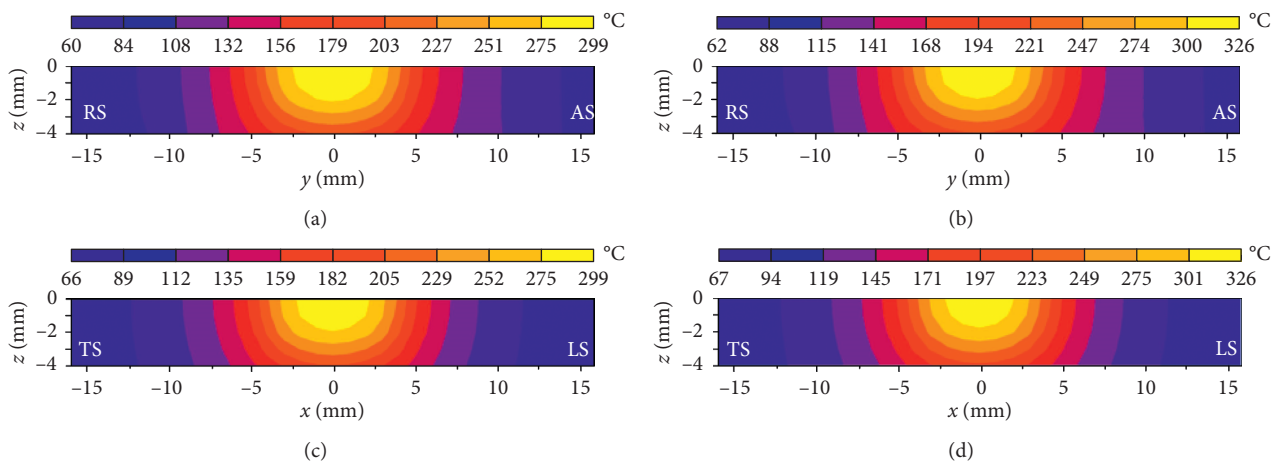 °C
60 84 108 132 156 179 203 227 251 275 299
0
−2
−4
z (mm)
RS AS
−15 −10 −5 0 5 10 15
y (mm)
(a)
°C
62 88 115 141 168 194 221 247 274 300 326
0
−2
−4
z (mm)
RS AS
−15 −10 −5 0 5 10 15
y (mm)
(b)
°C
66 89 112 135 159 182 205 229 252 275 299
0
−2
−4
z (mm)
TS LS
−15 −10 −5 0 5 10 15
x (mm)
(c)
°C
67 94 119 145 171 197 223 249 275 301 326
0
−2
−4
z (mm)
TS LS
−15 −10 −5 0 5 10 15
x (mm)
(d)